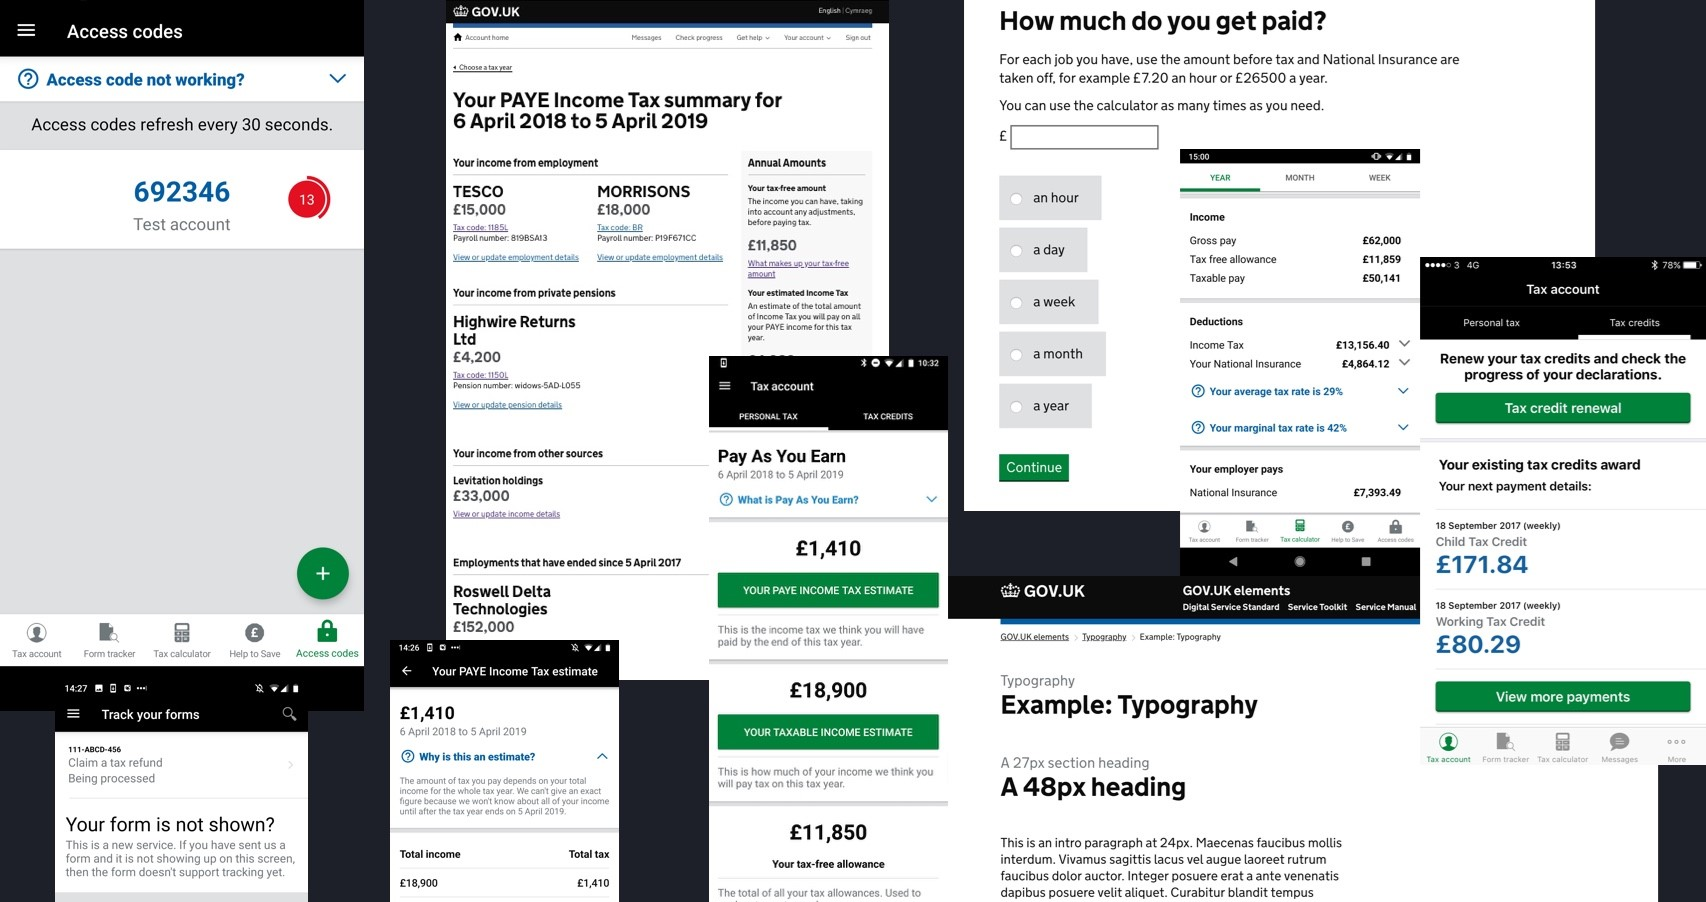 Access codes
Access code not working?
Access codes refresh every 30 seconds.
692346
13
Test account
+
Tax account
Form tracker
Tax calculator
Help to Save
Access codes
14:27
Track your forms
111-ABCD-456
Claim a tax refund
Being processed
Your form is not shown?
This is a new service. If you have sent us a
form and it is not showing up on this screen,
then the form doesn't support tracking yet.
GOV.UK
English | Cymraeg
Account home
Messages
Check progress
Get help
Your account
Sign out
Choose a tax year
Your PAYE Income Tax summary for
6 April 2018 to 5 April 2019
Your income from employment
TESCO
£15,000
Tax code: 1185L
Payroll number: 819BSA13
View or update employment details
MORRISONS
£18,000
Tax code: BR
Payroll number: P19F671CC
View or update employment details
Your income from private pensions
Highwire Returns
Ltd
£4,200
Tax code: 1150L
Pension number: widows-5AD-L055
View or update pension details
Your income from other sources
Levitation holdings
£33,000
View or update income details
Employments that have ended since 5 April 2017
Roswell Delta
Technologies
£152,000
Annual Amounts
Your tax-free amount
The income you can have, taking
into account any adjustments,
before paying tax.
£11,850
What makes up your tax-free
amount
Your estimated Income Tax
An estimate of the total amount
of Income Tax you will pay on all
your PAYE income for this tax
year.
14:26
Your PAYE Income Tax estimate
£1,410
6 April 2018 to 5 April 2019
Why is this an estimate?
The amount of tax you pay depends on your total
income for the whole tax year. We can't give an exact
figure because we won't know about all of your income
until after the tax year ends on 5 April 2019.
Total income
Total tax
£18,900
£1,410
10:32
Tax account
PERSONAL TAX
TAX CREDITS
Pay As You Earn
6 April 2018 to 5 April 2019
What is Pay As You Earn?
£1,410
YOUR PAYE INCOME TAX ESTIMATE
This is the income tax we think you will have
paid by the end of this tax year.
£18,900
YOUR TAXABLE INCOME ESTIMATE
This is how much of your income we think you
will pay tax on this tax year.
£11,850
Your tax-free allowance
The total of all your tax allowances. Used to
How much do you get paid?
For each job you have, use the amount before tax and National Insurance are
taken off, for example £7.20 an hour or £26500 a year.
You can use the calculator as many times as you need.
£
an hour
a day
a week
a month
a year
Continue
15:00
YEAR
MONTH
WEEK
Income
Gross pay £62,000
Tax free allowance £11,859
Taxable pay £50,141
Deductions
Income Tax £13,156.40
Your National Insurance £4,864.12
Your average tax rate is 29%
Your marginal tax rate is 42%
Your employer pays
National Insurance £7,393.49
Tax account
Form tracker
Tax calculator
Help to Save
Access codes
GOV.UK
GOV.UK elements
Digital Service Standard
Service Toolkit
Service Manual
GOV.UK elements
Typography
Example: Typography
Typography
Example: Typography
A 27px section heading
A 48px heading
This is an intro paragraph at 24px. Maecenas faucibus mollis
interdum. Vivamus sagittis lacus vel augue laoreet rutrum
faucibus dolor auctor. Integer posuere erat a ante venenatis
dapibus posuere velit aliquet. Curabitur blandit tempus
3 4G
13:53
78%
Tax account
Personal tax
Tax credits
Renew your tax credits and check the
progress of your declarations.
Tax credit renewal
Your existing tax credits award
Your next payment details:
18 September 2017 (weekly)
Child Tax Credit
£171.84
18 September 2017 (weekly)
Working Tax Credit
£80.29
View more payments
Tax account
Form tracker
Tax calculator
Messages
More